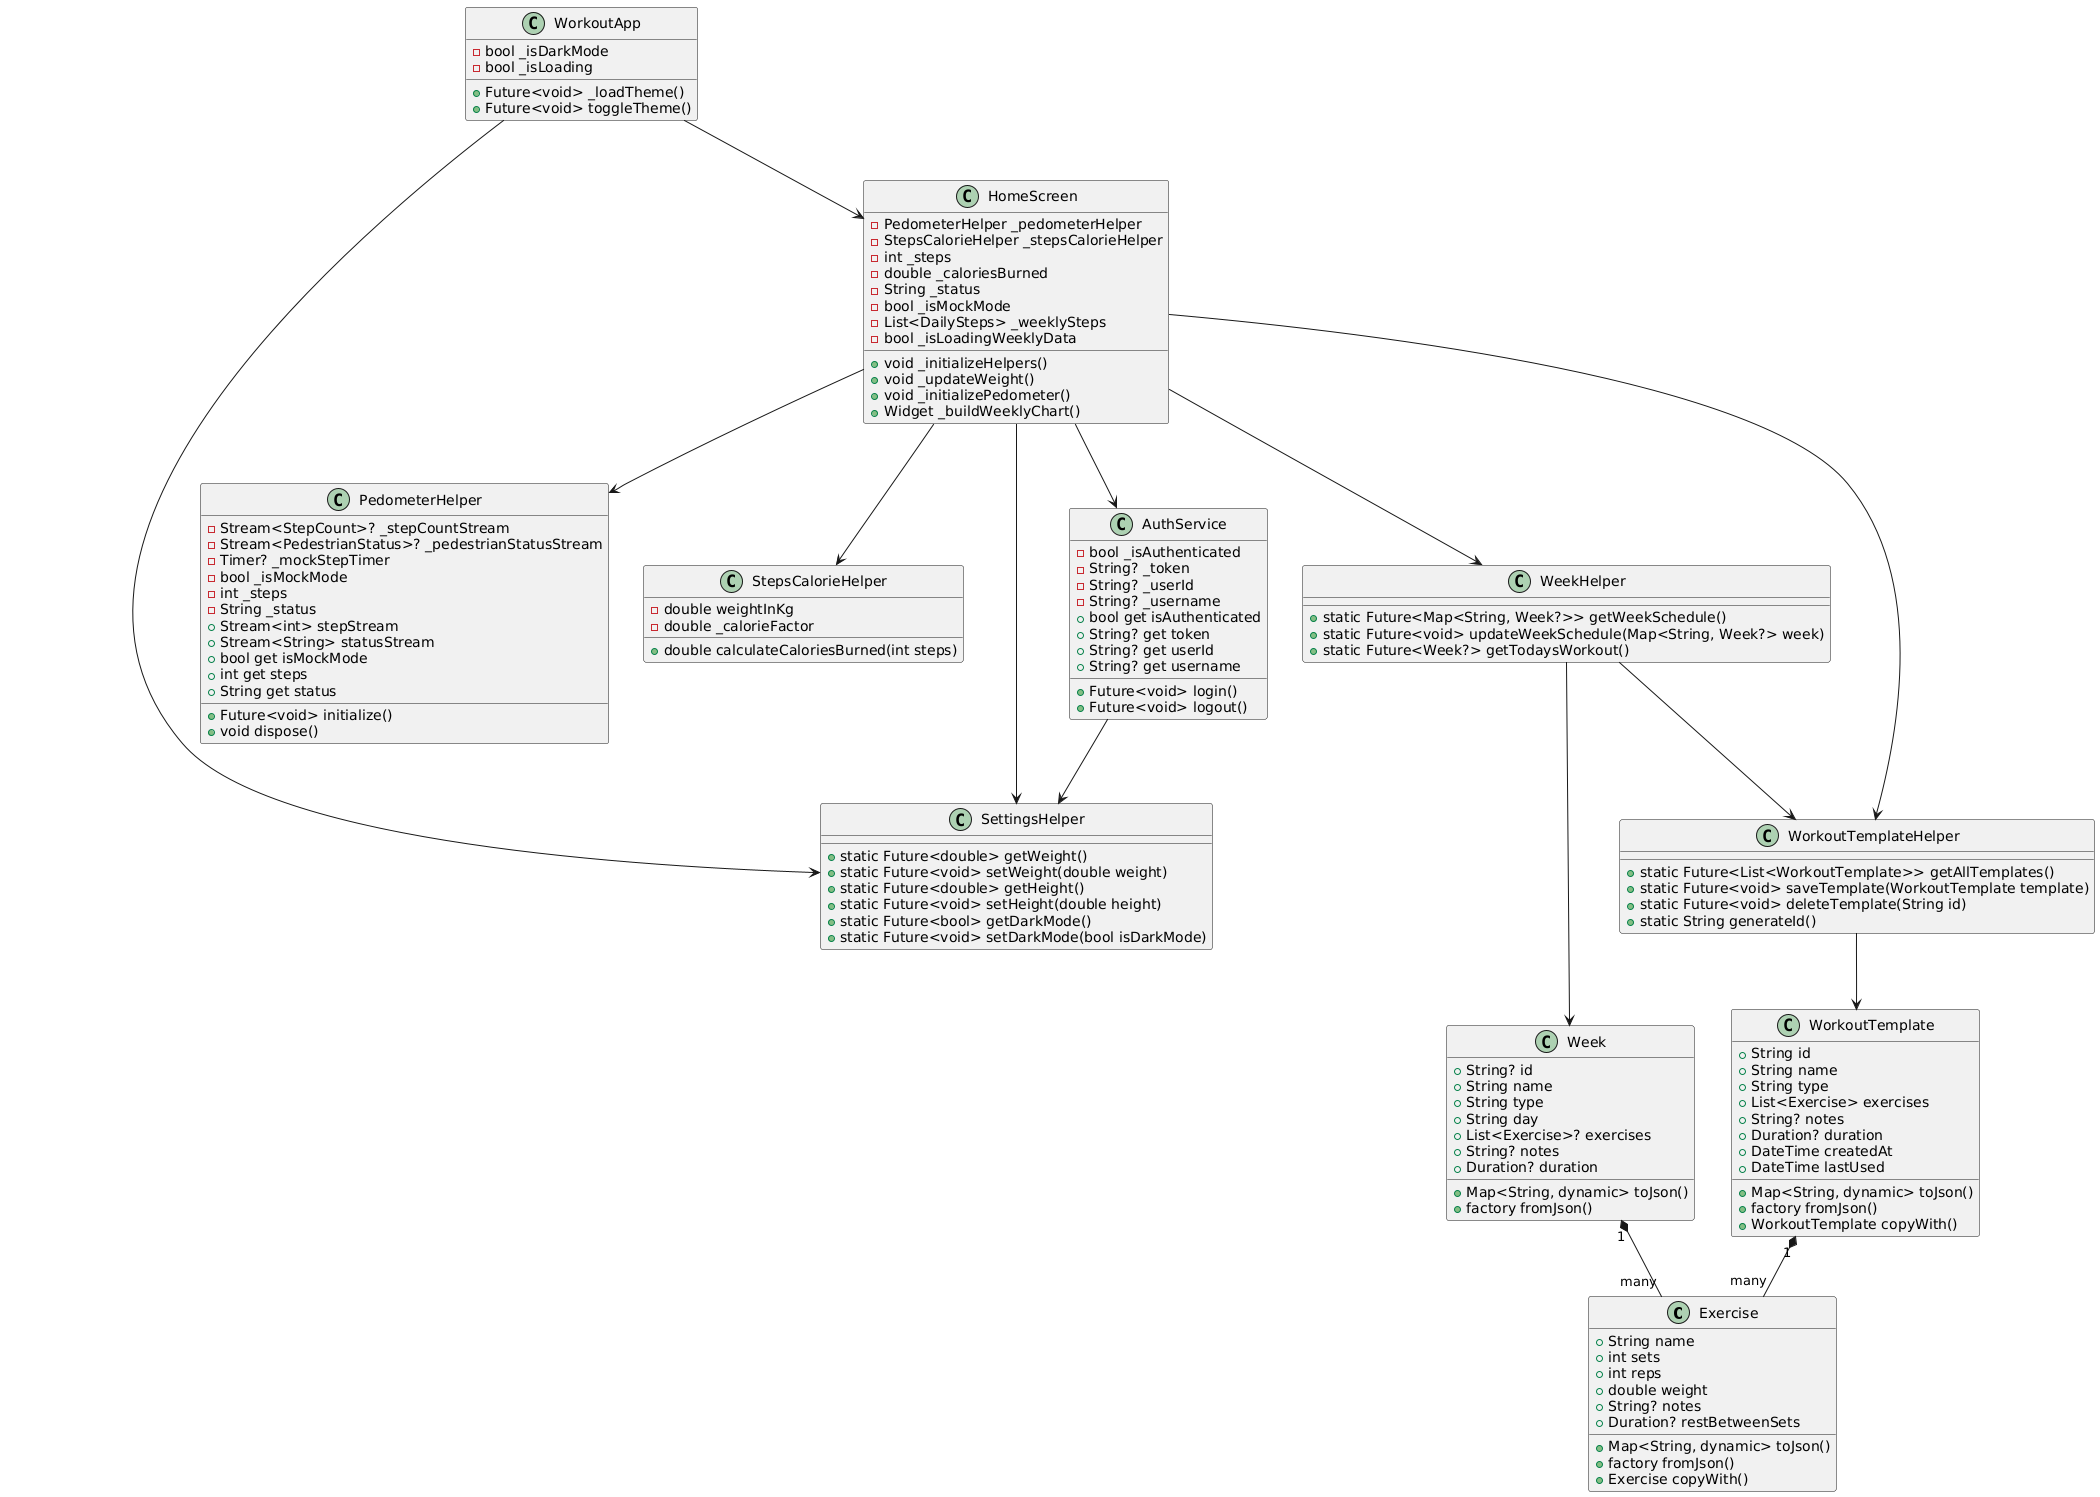 C WorkoutApp
bool _isDarkMode
bool _isLoading
Future<void> _loadTheme()
Future<void> toggleTheme()
C HomeScreen
PedometerHelper _pedometerHelper
StepsCalorieHelper _stepsCalorieHelper
int _steps
double _caloriesBurned
String _status
bool _isMockMode
List<DailySteps> _weeklySteps
bool _isLoadingWeeklyData
void _initializeHelpers()
void _updateWeight()
void _initializePedometer()
Widget _buildWeeklyChart()
C PedometerHelper
Stream<StepCount>? _stepCountStream
Stream<PedestrianStatus>? _pedestrianStatusStream
Timer? _mockStepTimer
bool _isMockMode
int _steps
String _status
Stream<int> stepStream
Stream<String> statusStream
bool get isMockMode
int get steps
String get status
Future<void> initialize()
void dispose()
C StepsCalorieHelper
double weightInKg
double _calorieFactor
double calculateCaloriesBurned(int steps)
C AuthService
bool _isAuthenticated
String? _token
String? _userId
String? _username
bool get isAuthenticated
String? get token
String? get userId
String? get username
Future<void> login()
Future<void> logout()
C WeekHelper
static Future<Map<String, Week?>> getWeekSchedule()
static Future<void> updateWeekSchedule(Map<String, Week?> week)
static Future<Week?> getTodaysWorkout()
C SettingsHelper
static Future<double> getWeight()
static Future<void> setWeight(double weight)
static Future<double> getHeight()
static Future<void> setHeight(double height)
static Future<bool> getDarkMode()
static Future<void> setDarkMode(bool isDarkMode)
C WorkoutTemplateHelper
static Future<List<WorkoutTemplate>> getAllTemplates()
static Future<void> saveTemplate(WorkoutTemplate template)
static Future<void> deleteTemplate(String id)
static String generateId()
C Week
String? id
String name
String type
String day
List<Exercise>? exercises
String? notes
Duration? duration
Map<String, dynamic> toJson()
factory fromJson()
C WorkoutTemplate
String id
String name
String type
List<Exercise> exercises
String? notes
Duration? duration
DateTime createdAt
DateTime lastUsed
Map<String, dynamic> toJson()
factory fromJson()
WorkoutTemplate copyWith()
1
1
many
many
C Exercise
String name
int sets
int reps
double weight
String? notes
Duration? restBetweenSets
Map<String, dynamic> toJson()
factory fromJson()
Exercise copyWith()